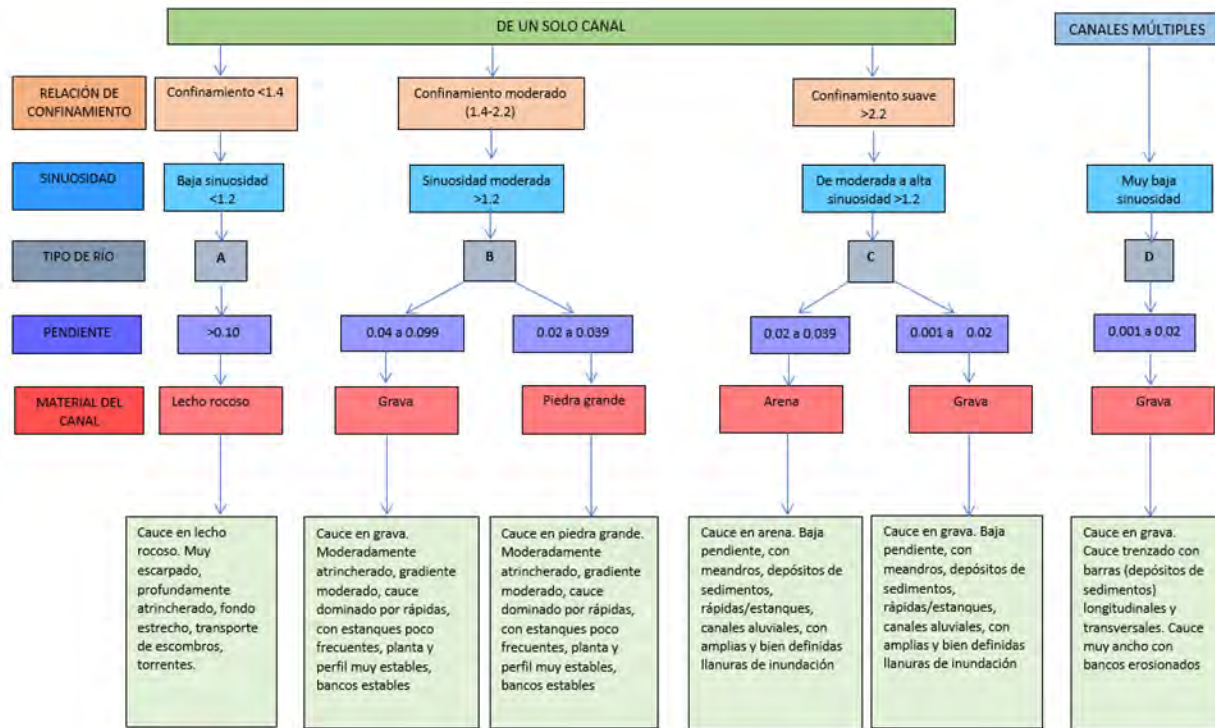 DE UN SOLO CANAL
CANALES MÚLTIPLES
RELACIÓN DE
CONFINAMIENTO
Confinamiento <1.4
Confinamiento moderado
(1.4-2.2)
Confinamiento suave
>2.2
SINUOSIDAD
Baja sinuosidad
<1.2
Sinuosidad moderada
>1.2
De moderada a alta
sinuosidad >1.2
Muy baja
sinuosidad
TIPO DE RÍO
A
B
C
D
PENDIENTE
>0.10
0.04 a 0.099
0.02 a 0.039
0.02 a 0.039
0.001 a 0.02
0.001 a 0.02
MATERIAL DEL
CANAL
Lecho rocoso
Grava
Piedra grande
Arena
Grava
Grava
Cauce en lecho
rocoso. Muy
escarpado,
profundamente
atrincherado, fondo
estrecho, transporte
de escombros,
torrentes.
Cauce en grava.
Moderadamente
atrincherado, gradiente
moderado, cauce
dominado por rápidas,
con estanques poco
frecuentes, planta y
perfil muy estables,
bancos estables
Cauce en piedra grande.
Moderadamente
atrincherado, gradiente
moderado, cauce
dominado por rápidas,
con estanques poco
frecuentes, planta y
perfil muy estables,
bancos estables
Cauce en arena. Baja
pendiente, con
meandros, depósitos de
sedimentos,
rápidas/estanques,
canales aluviales, con
amplias y bien definidas
llanuras de inundación
Cauce en grava. Baja
pendiente, con
meandros, depósitos de
sedimentos,
rápidas/estanques,
canales aluviales, con
amplias y bien definidas
llanuras de inundación
Cauce en grava.
Cauce trenzado con
barras (depósitos de
sedimentos)
longitudinales y
transversales. Cauce
muy ancho con
bancos erosionados